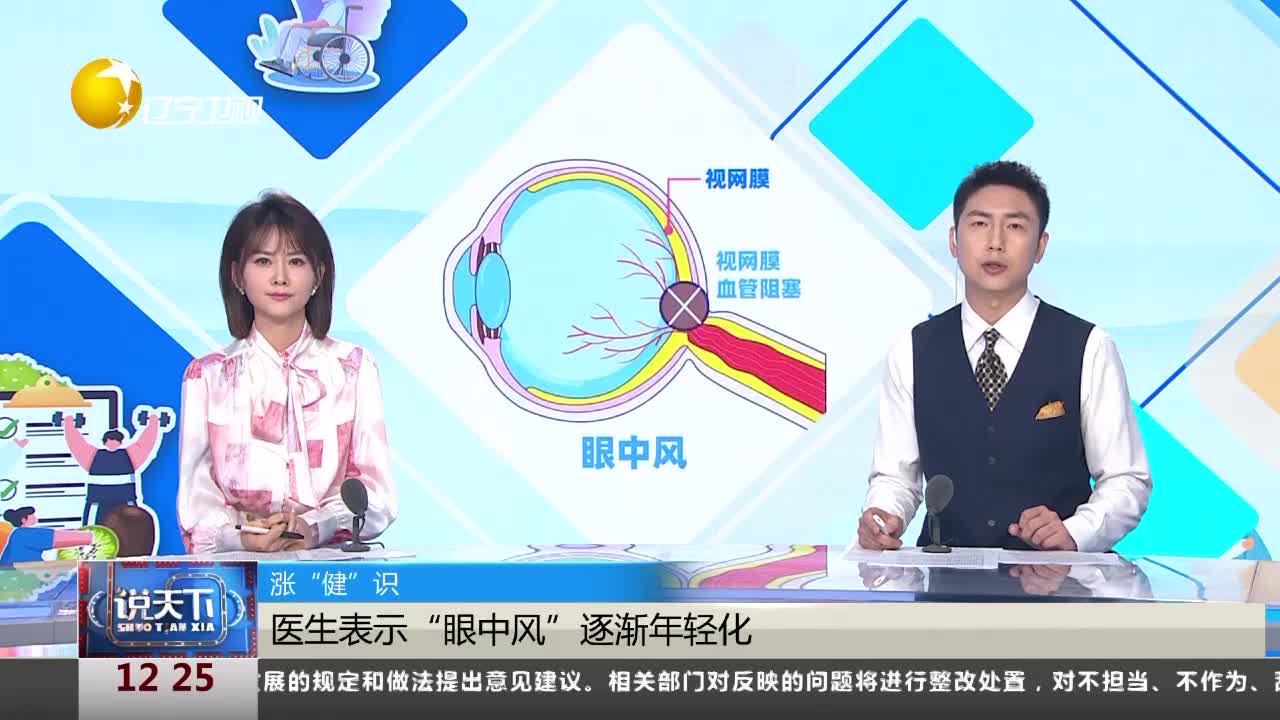 辽宁卫视
视网膜
视网膜
血管阻塞
眼中风
涨“健”识
说天下
SHUO TIAN XIA
医生表示“眼中风”逐渐年轻化
12 25
展的规定和做法提出意见建议。相关部门对反映的问题将进行整改处置，对不担当、不作为、